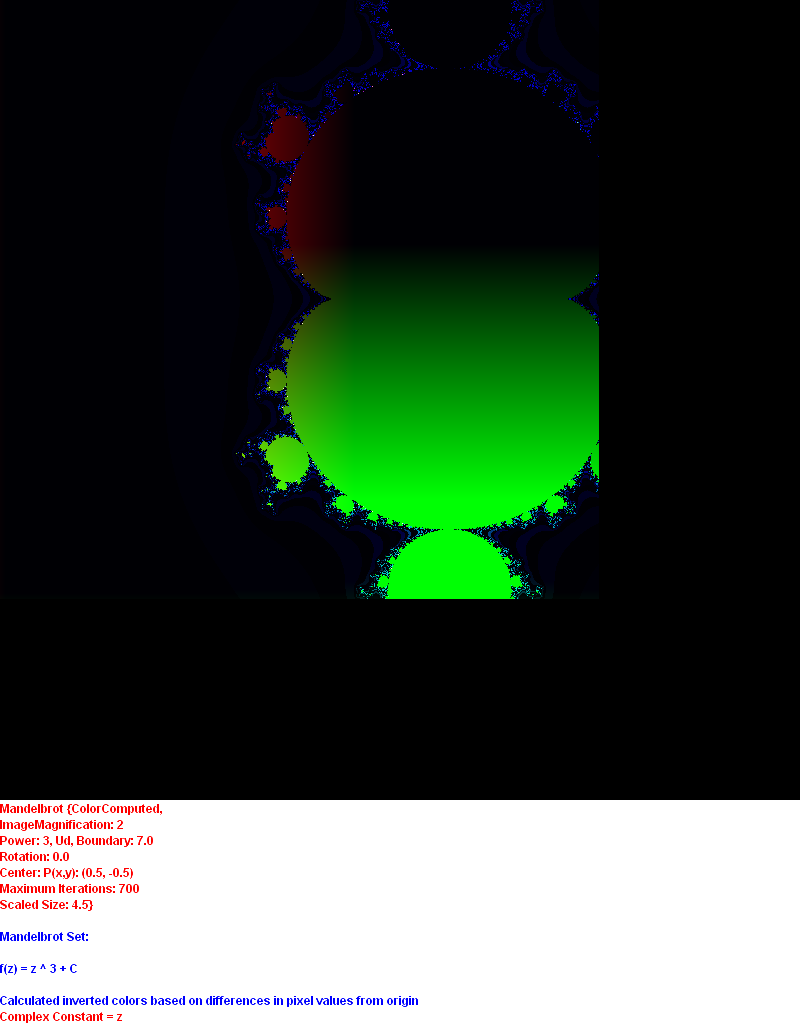 Mandelbrot {ColorComputed,
ImageMagnification: 2
Power: 3, Ud, Boundary: 7.0
Rotation: 0.0
Center: P(x,y): (0.5, -0.5)
Maximum Iterations: 700
Scaled Size: 4.5}
Mandelbrot Set:
f(z) = z ^ 3 + C
Calculated inverted colors based on differences in pixel values from origin
Complex Constant = z